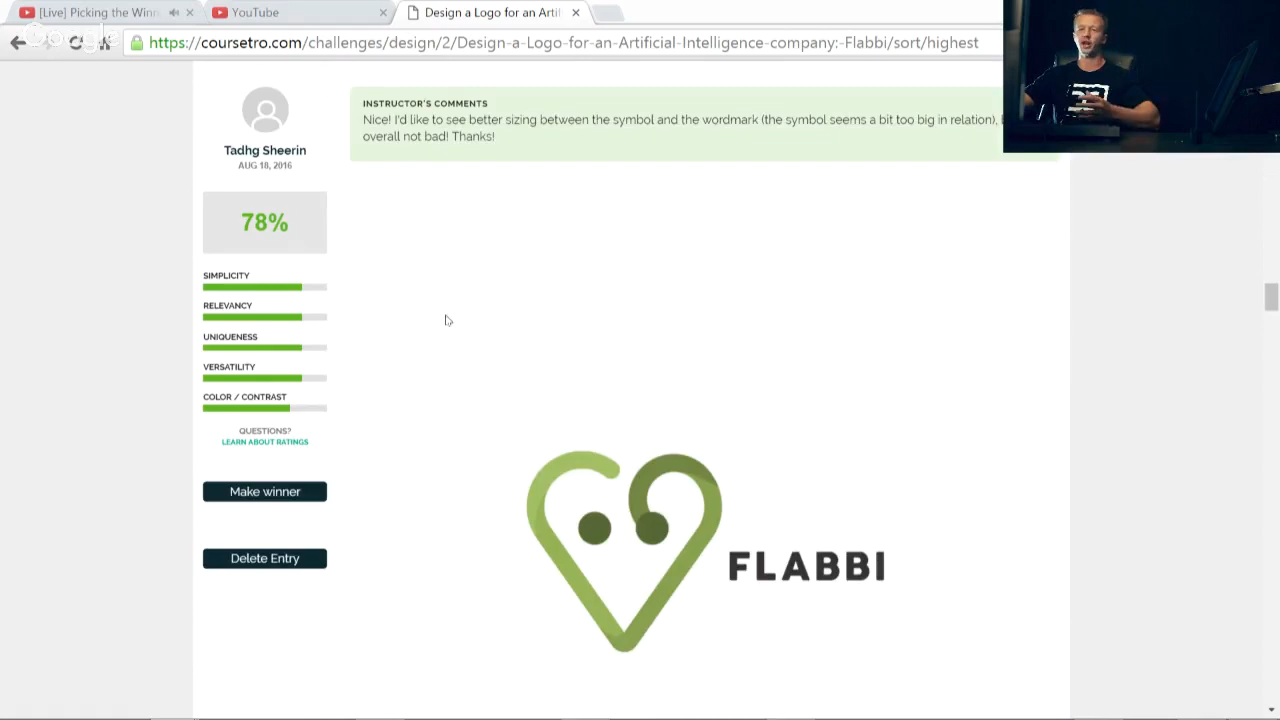 [Live] Picking the Winn
YouTube
Design a Logo for an Artif
https://coursetro.com/challenges/design/2/Design-a-Logo-for-an-Artificial-Intelligence-company:-Flabbi/sort/highest
Tadhg Sheerin
AUG 18, 2016
78%
SIMPLICITY
RELEVANCY
UNIQUENESS
VERSATILITY
COLOR / CONTRAST
QUESTIONS?
LEARN ABOUT RATINGS
Make winner
Delete Entry
INSTRUCTOR'S COMMENTS
Nice! I'd like to see better sizing between the symbol and the wordmark (the symbol seems a bit too big in relation),
overall not bad! Thanks!
FLABBI